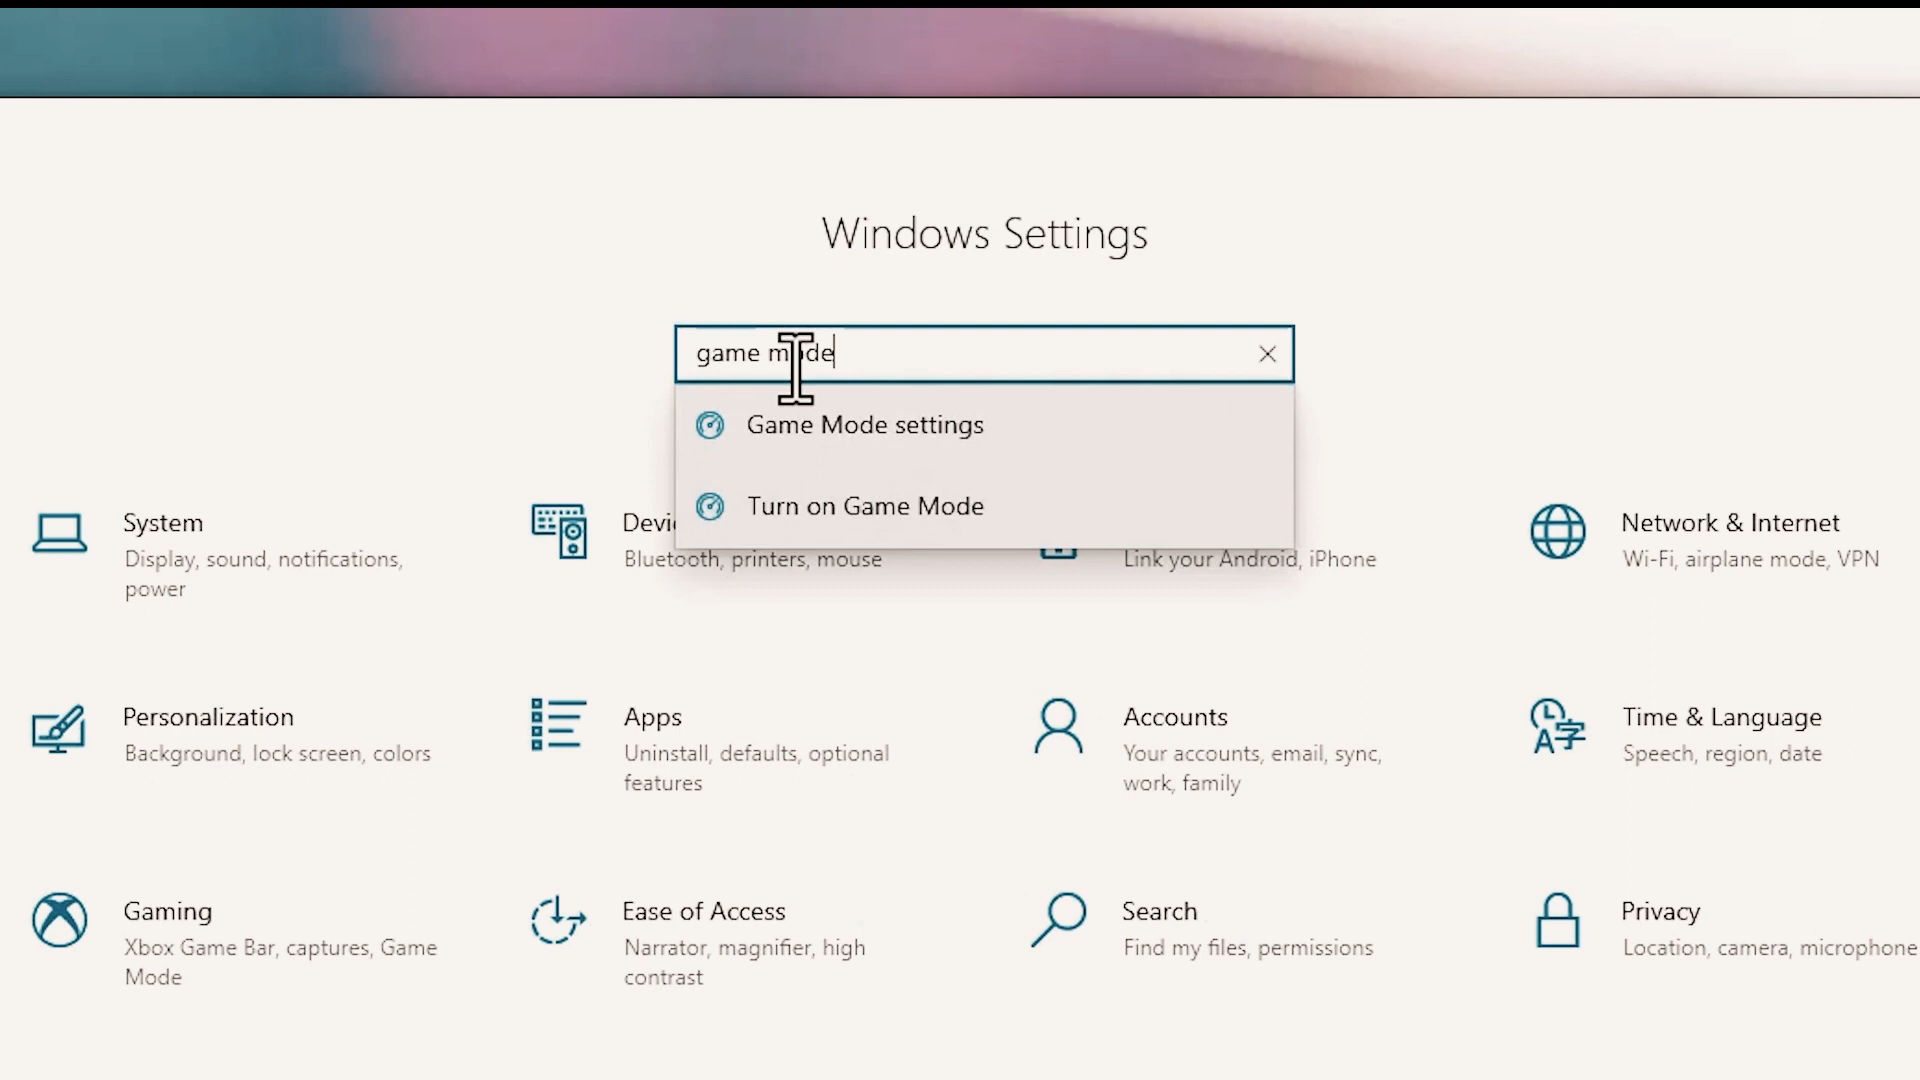 Windows Settings
game mode
Game Mode settings
Turn on Game Mode
System
Display, sound, notifications,
power
Bluetooth, printers, mouse
Link your Android, iPhone
Network & Internet
Wi-Fi, airplane mode, VPN
Personalization
Background, lock screen, colors
Apps
Uninstall, defaults, optional
features
Accounts
Your accounts, email, sync,
work, family
Time & Language
Speech, region, date
Gaming
Xbox Game Bar, captures, Game
Mode
Ease of Access
Narrator, magnifier, high
contrast
Search
Find my files, permissions
Privacy
Location, camera, microphone